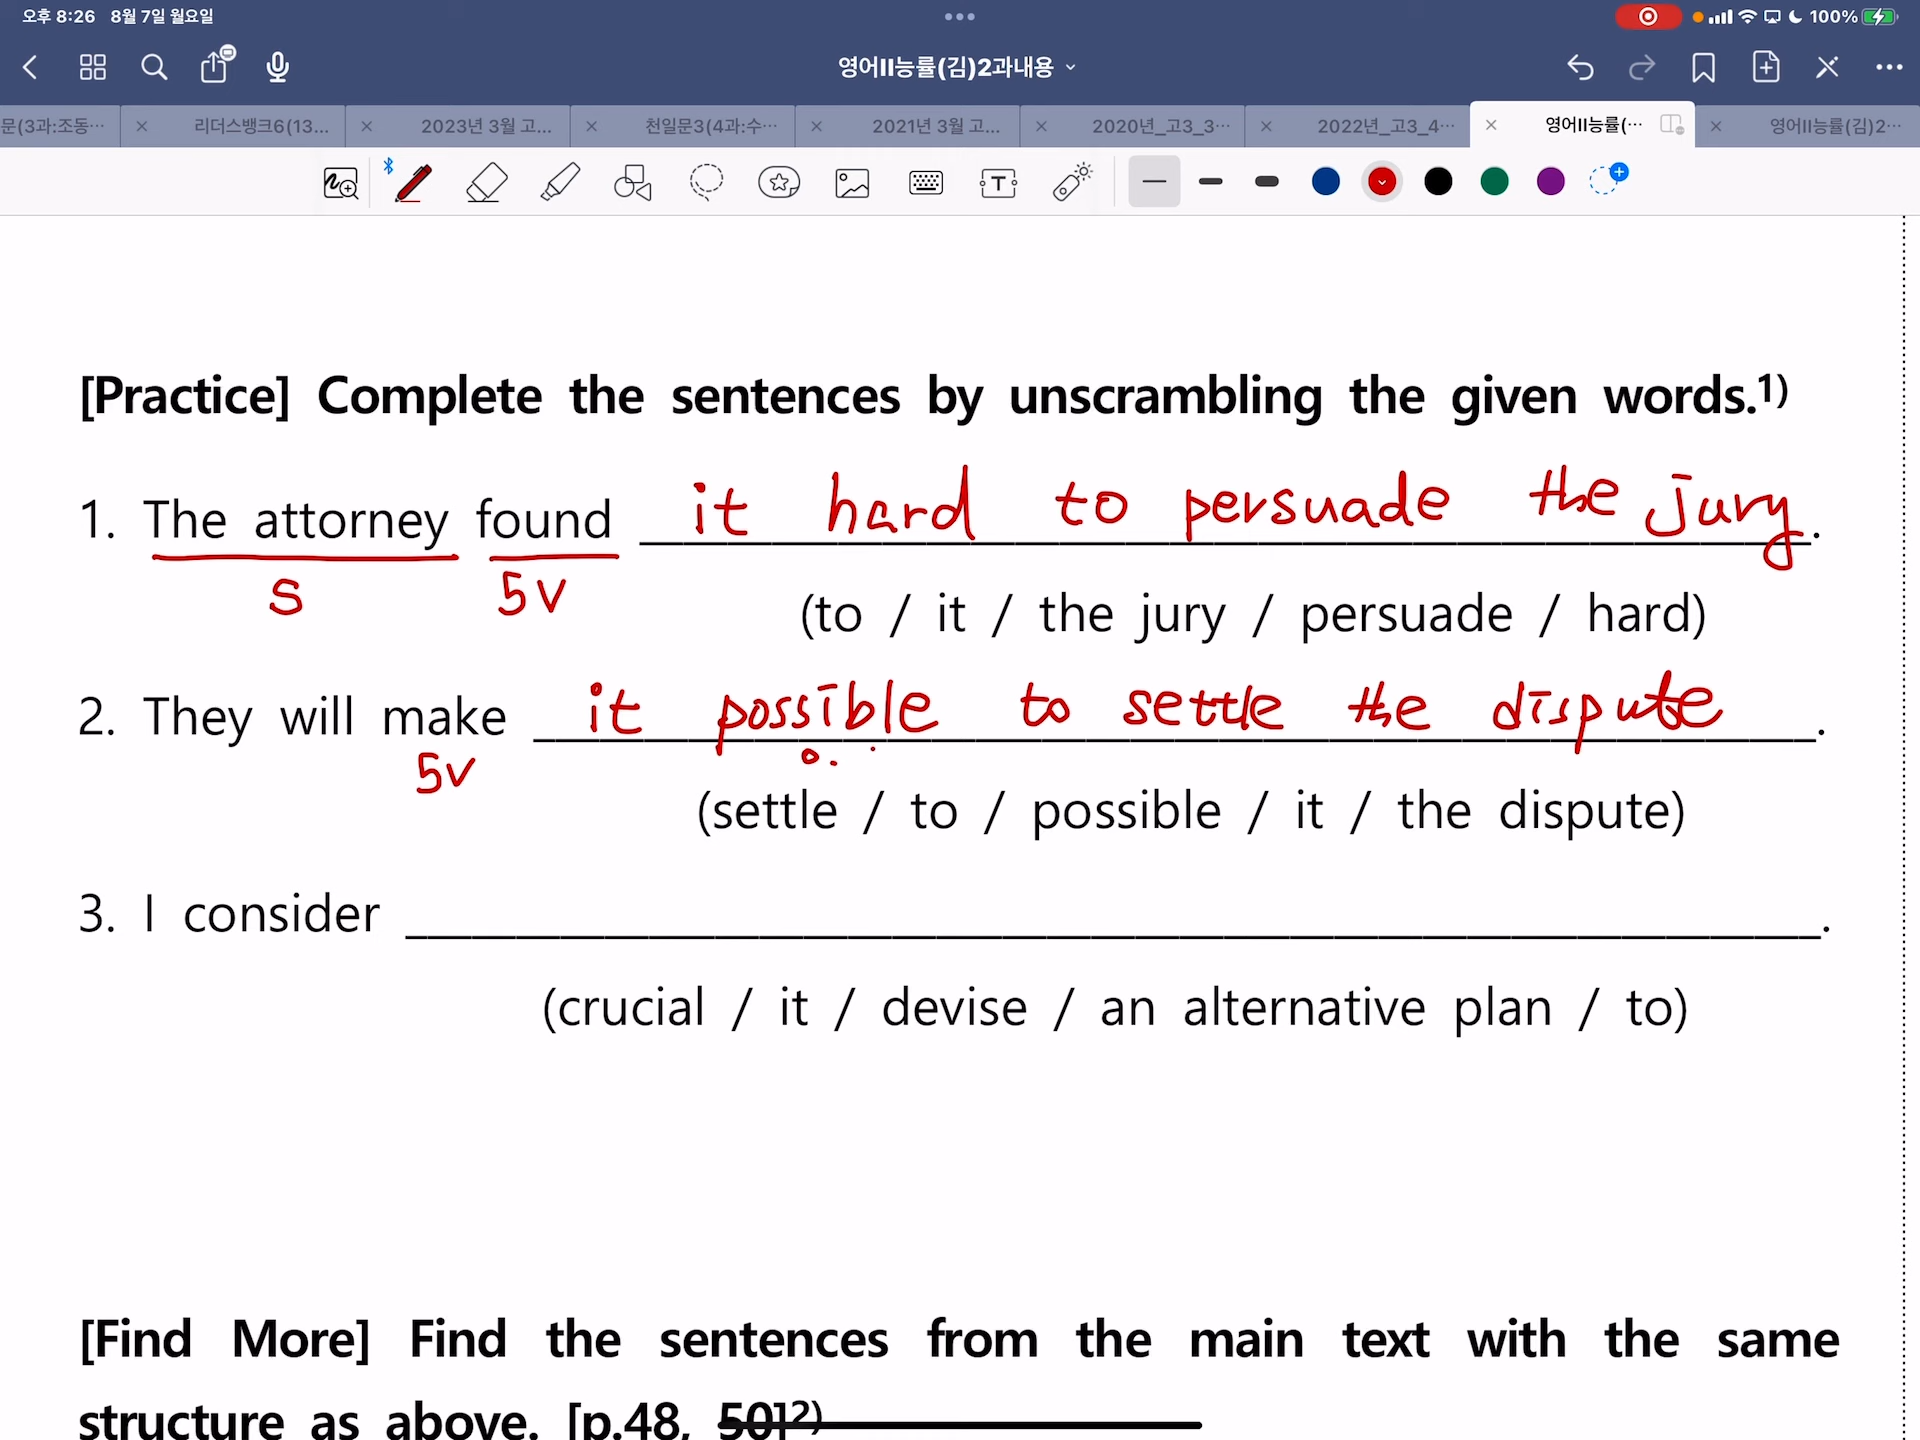 오후 8:26 8월 7일 월요일 100%
영어II능률(김)2과내용
문(3과:조동… 리더스뱅크6(13… 2023년 3월 고… 천일문3(4과:수… 2021년 3월 고… 2020년_고3_3… 2022년_고3_4… 영어II능률(… 영어II능률(김)2…
[Practice] Complete the sentences by unscrambling the given words.1)
1. The attorney found it hard to persuade the jury.
S 5V
(to / it / the jury / persuade / hard)
2. They will make it possible to settle the dispute.
5V o.
(settle / to / possible / it / the dispute)
3. I consider ___.
(crucial / it / devise / an alternative plan / to)
[Find More] Find the sentences from the main text with the same
structure as above. [p.48, 50]2)